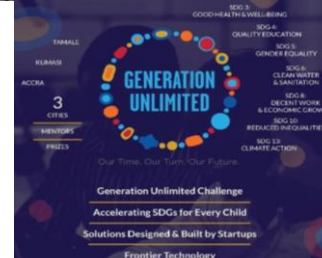 TAMALE
KUMASI
ACCRA
3
CITIES
MENTORS
PRIZES
GENERATION
UNLIMITED
Our Time. Our Turn. Our Future.
SDG 3:
GOOD HEALTH & WELL-BEING
SDG 4:
QUALITY EDUCATION
SDG 5:
GENDER EQUALITY
SDG 6:
CLEAN WATER
& SANITATION
SDG 8:
DECENT WORK
& ECONOMIC GROW
SDG 10:
REDUCED INEQUALITIE
SDG 13:
CLIMATE ACTION
Generation Unlimited Challenge
Accelerating SDGs for Every Child
Solutions Designed & Built by Startups
Frontier Technology